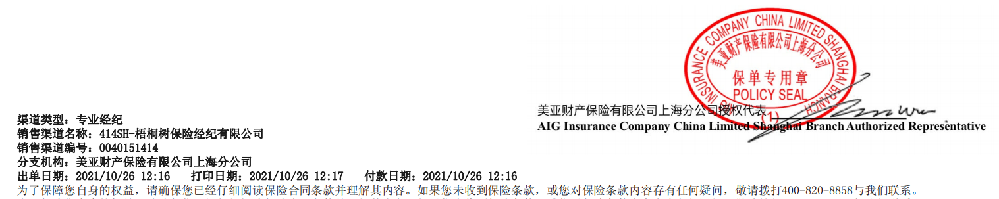 AIG INSURANCE COMPANY CHINA LIMITED SHANGHAI BRANCH
美亚财产保险有限公司上海分公司
保单专用章
POLICY SEAL
(1)
美亚财产保险有限公司上海分公司授权代表
AIG Insurance Company China Limited Shanghai Branch Authorized Representative
渠道类型：专业经纪
销售渠道名称：414SH-梧桐树保险经纪有限公司
销售渠道编号：0040151414
分支机构：美亚财产保险有限公司上海分公司
出单日期：2021/10/26 12:16 打印日期：2021/10/26 12:17 付款日期：2021/10/26 12:16
为了保障您自身的权益，请确保您已经仔细阅读保险合同条款并理解其内容。如果您未收到保险条款，或您对保险条款内容存有任何疑问，敬请拨打400-820-8858与我们联系。